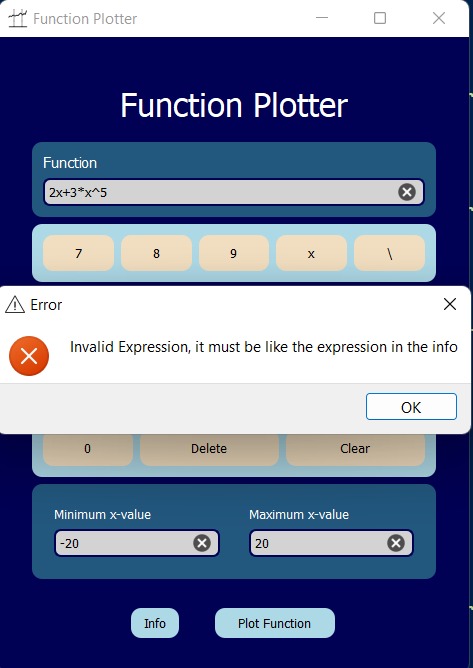 Function Plotter
Function Plotter
Function
2x+3*x^5
7 8 9 x \
Error
Invalid Expression, it must be like the expression in the info
OK
0 Delete Clear
Minimum x-value Maximum x-value
-20 20
Info Plot Function